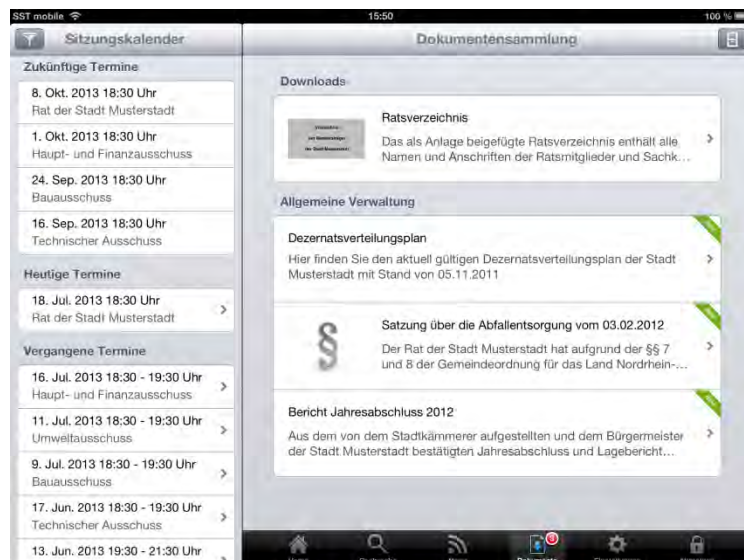 SST mobile
15:50
100 %
Sitzungskalender
Dokumentensammlung
Zukünftige Termine
8. Okt. 2013 18:30 Uhr
Rat der Stadt Musterstadt
1. Okt. 2013 18:30 Uhr
Haupt- und Finanzausschuss
24. Sep. 2013 18:30 Uhr
Bauausschuss
16. Sep. 2013 18:30 Uhr
Technischer Ausschuss
Heutige Termine
18. Jul. 2013 18:30 Uhr
Rat der Stadt Musterstadt
Vergangene Termine
16. Jul. 2013 18:30 - 19:30 Uhr
Haupt- und Finanzausschuss
11. Jul. 2013 18:30 - 19:30 Uhr
Umweltausschuss
9. Jul. 2013 18:30 - 19:30 Uhr
Bauausschuss
17. Jun. 2013 18:30 - 19:30 Uhr
Technischer Ausschuss
13. Jun. 2013 19:30 - 21:30 Uhr
Downloads
Ratsverzeichnis
Das als Anlage beigefügte Ratsverzeichnis enthält alle
Namen und Anschriften der Ratsmitglieder und Sachk...
Allgemeine Verwaltung
Dezernatsverteilungsplan
Hier finden Sie den aktuell gültigen Dezernatsverteilungsplan der Stadt
Musterstadt mit Stand von 05.11.2011
§
Satzung über die Abfallentsorgung vom 03.02.2012
Der Rat der Stadt Musterstadt hat aufgrund der §§ 7
und 8 der Gemeindeordnung für das Land Nordrhein-...
Bericht Jahresabschluss 2012
Aus dem von dem Stadtkämmerer aufgestellten und dem Bürgermeister
der Stadt Musterstadt bestätigten Jahresabschluss und Lagebericht...